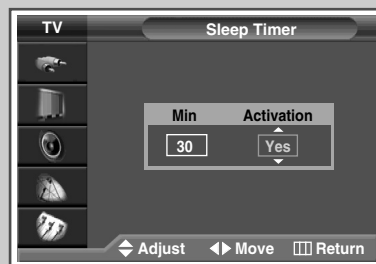 TV Sleep Timer
Min Activation
30 Yes
Adjust Move Return